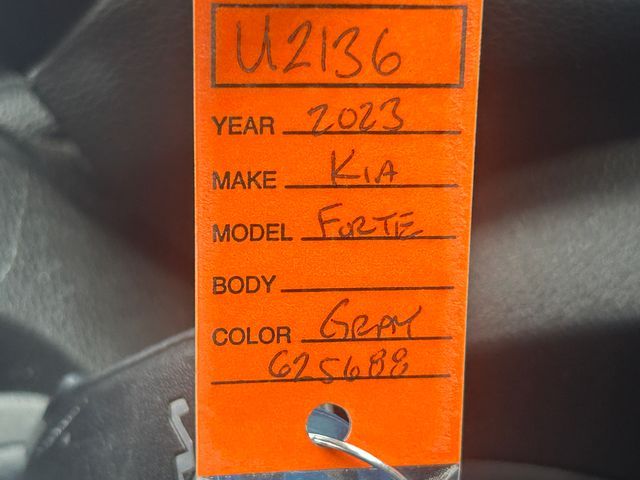 U2136
YEAR 2023
MAKE KIA
MODEL FORTE
BODY
COLOR GRAY
625688